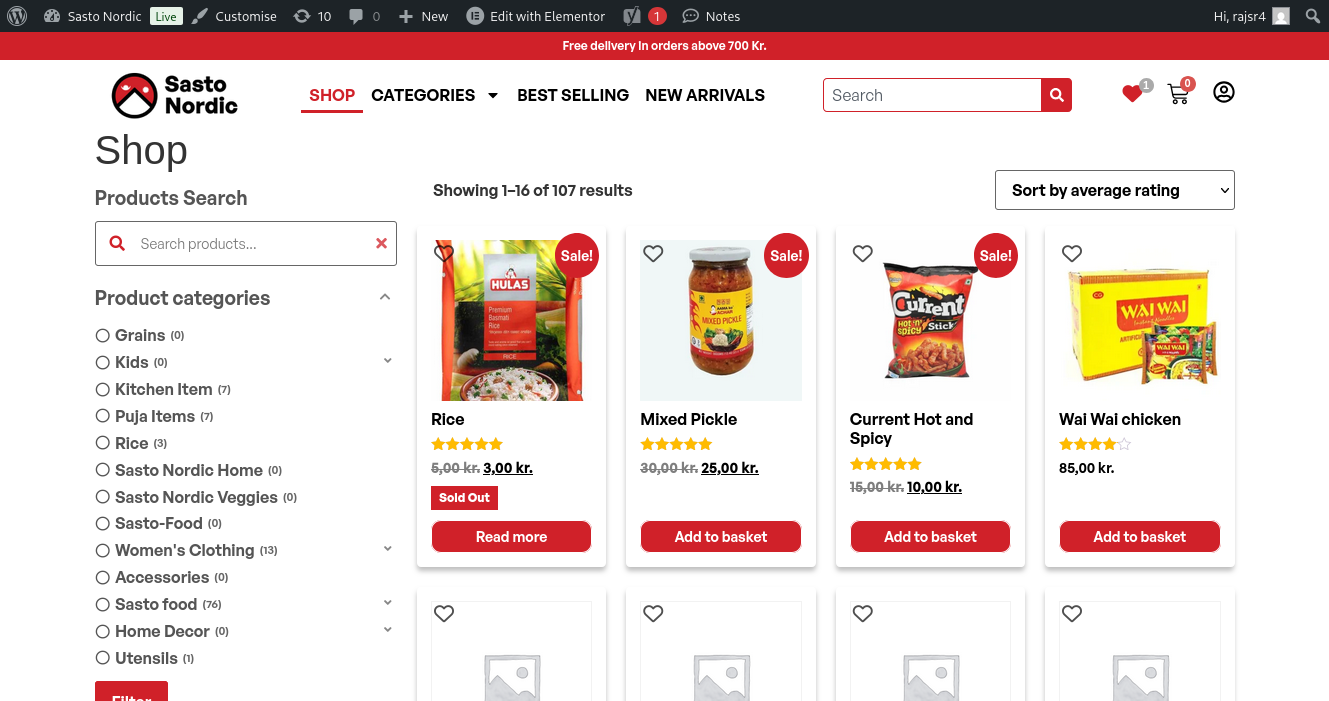 Sasto Nordic Live Customise 10 0 New Edit with Elementor 1 Notes Hi, rajsr4
Free delivery in orders above 700 Kr.
Sasto
Nordic
SHOP CATEGORIES BEST SELLING NEW ARRIVALS Search 1 0
Shop
Products Search
Search products...
Product categories
Grains (0)
Kids (0)
Kitchen Item (7)
Puja Items (7)
Rice (3)
Sasto Nordic Home (0)
Sasto Nordic Veggies (0)
Sasto-Food (0)
Women's Clothing (13)
Accessories (0)
Sasto food (76)
Home Decor (0)
Utensils (1)
Filter
Showing 1–16 of 107 results
Sort by average rating
Sale!
HULAS
Premium
Basmati
Rice
RICE
Rice
5,00 kr. 3,00 kr.
Sold Out
Read more
Sale!
ACHAR
MIXED PICKLE
Mixed Pickle
30,00 kr. 25,00 kr.
Add to basket
Sale!
Current
HOT 'n'
SPICY Stick
Current Hot and
Spicy
15,00 kr. 10,00 kr.
Add to basket
WAI WAI
WAI WAI
Wai Wai chicken
85,00 kr.
Add to basket